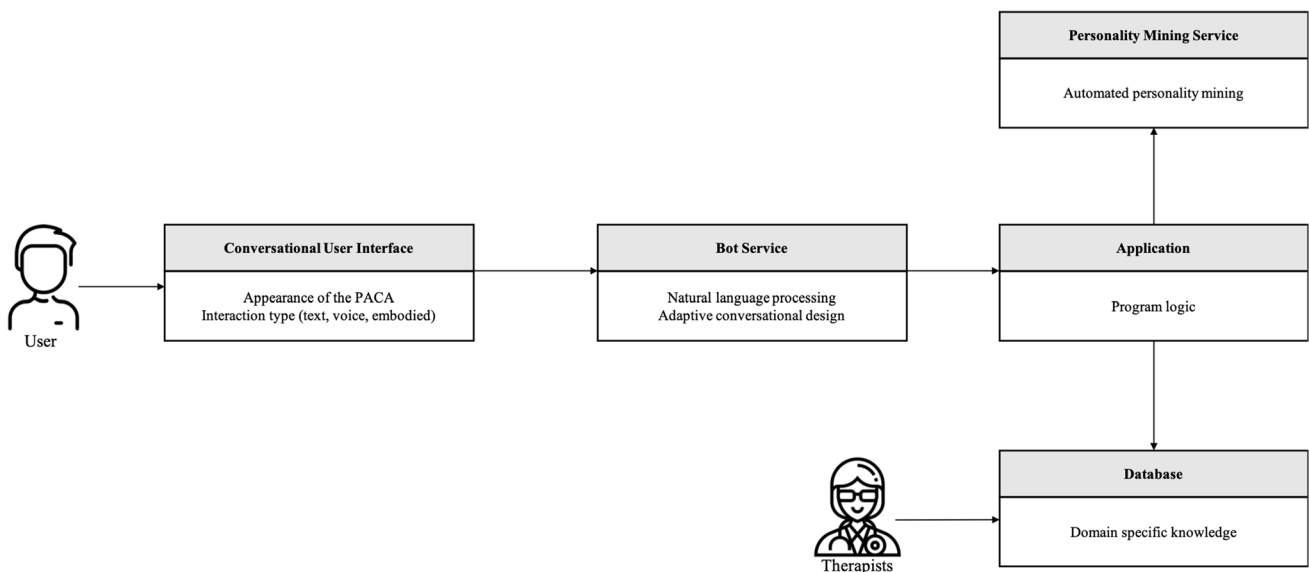 Personality Mining Service
Automated personality mining
Conversational User Interface
Appearance of the PACA
Interaction type (text, voice, embodied)
Bot Service
Natural language processing
Adaptive conversational design
Application
Program logic
User
Database
Domain specific knowledge
Therapists